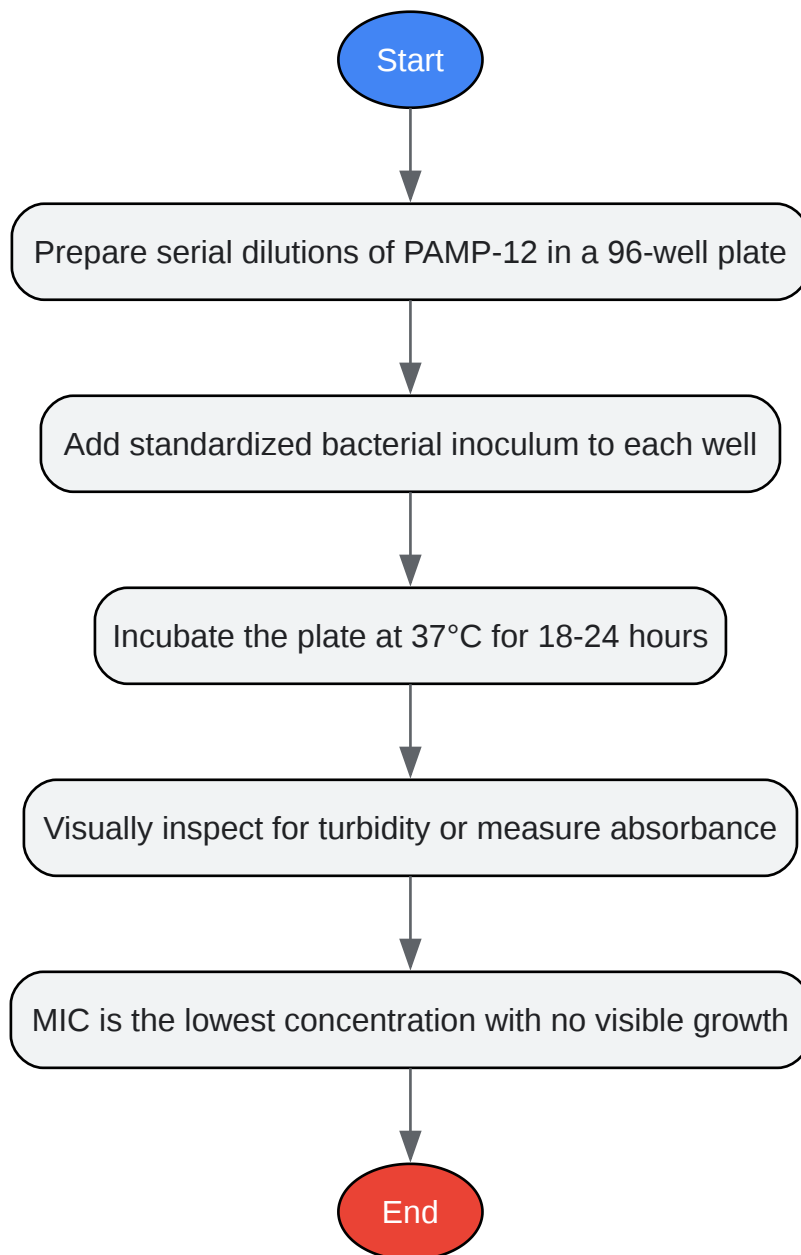 Start
Prepare serial dilutions of PAMP-12 in a 96-well plate
Add standardized bacterial inoculum to each well
Incubate the plate at 37°C for 18-24 hours
Visually inspect for turbidity or measure absorbance
MIC is the lowest concentration with no visible growth
End